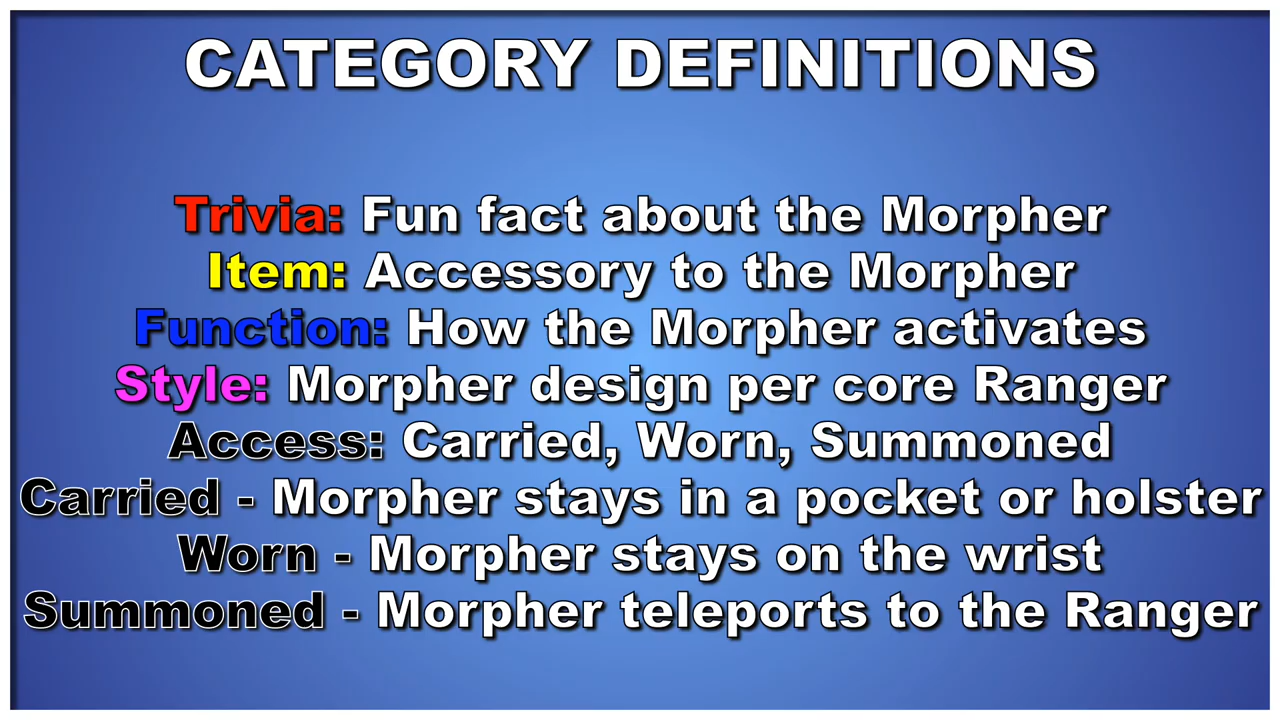 CATEGORY DEFINITIONS
Trivia: Fun fact about the Morpher
Item: Accessory to the Morpher
Function: How the Morpher activates
Style: Morpher design per core Ranger
Access: Carried, Worn, Summoned
Carried - Morpher stays in a pocket or holster
Worn - Morpher stays on the wrist
Summoned - Morpher teleports to the Ranger